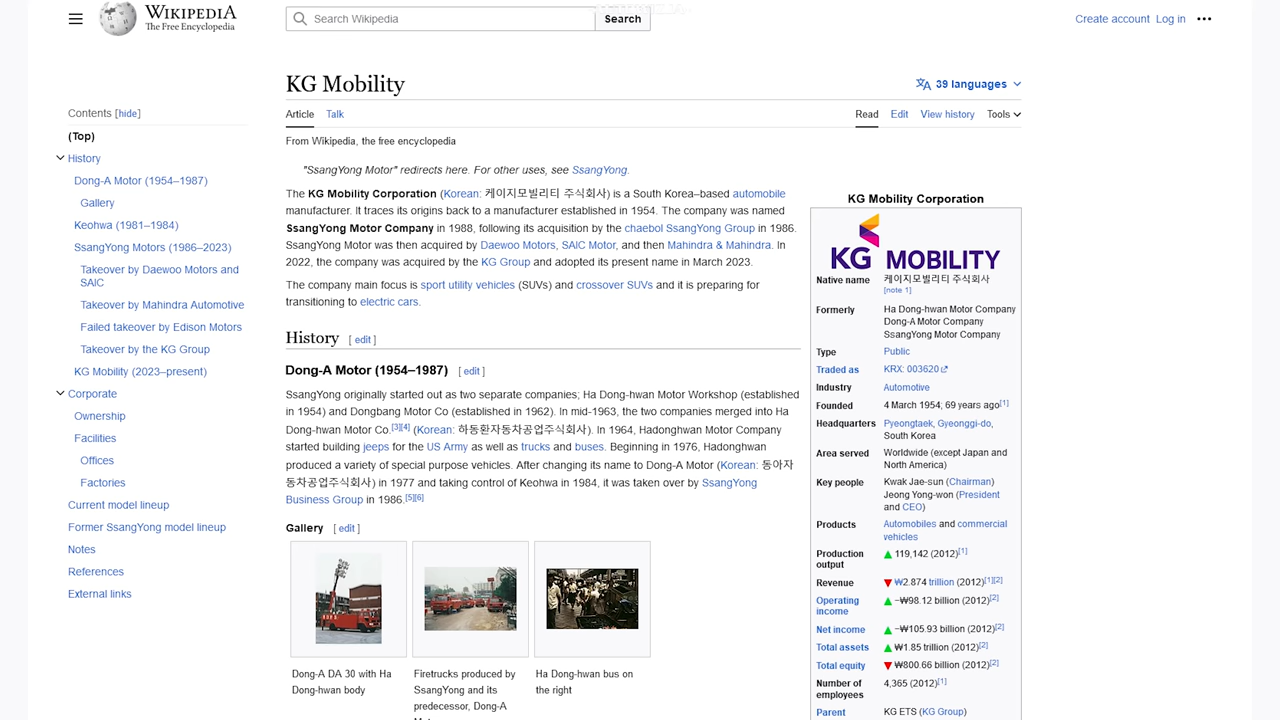 WIKIPEDIA
The Free Encyclopedia
Search Wikipedia
Search
Create account Log in
KG Mobility
39 languages
Article Talk
Read Edit View history Tools
From Wikipedia, the free encyclopedia
Contents [hide]
(Top)
History
Dong-A Motor (1954–1987)
Gallery
Keohwa (1981–1984)
SsangYong Motors (1986–2023)
Takeover by Daewoo Motors and
SAIC
Takeover by Mahindra Automotive
Failed takeover by Edison Motors
Takeover by the KG Group
KG Mobility (2023–present)
Corporate
Ownership
Facilities
Offices
Factories
Current model lineup
Former SsangYong model lineup
Notes
References
External links
"SsangYong Motor" redirects here. For other uses, see SsangYong.
The KG Mobility Corporation (Korean: 케이지모빌리티 주식회사) is a South Korea–based automobile
manufacturer. It traces its origins back to a manufacturer established in 1954. The company was named
SsangYong Motor Company in 1988, following its acquisition by the chaebol SsangYong Group in 1986.
SsangYong Motor was then acquired by Daewoo Motors, SAIC Motor, and then Mahindra & Mahindra. In
2022, the company was acquired by the KG Group and adopted its present name in March 2023.
The company main focus is sport utility vehicles (SUVs) and crossover SUVs and it is preparing for
transitioning to electric cars.
History [ edit ]
Dong-A Motor (1954–1987) [ edit ]
SsangYong originally started out as two separate companies; Ha Dong-hwan Motor Workshop (established
in 1954) and Dongbang Motor Co (established in 1962). In mid-1963, the two companies merged into Ha
Dong-hwan Motor Co.[3][4] (Korean: 하동환자동차공업주식회사). In 1964, Hadonghwan Motor Company
started building jeeps for the US Army as well as trucks and buses. Beginning in 1976, Hadonghwan
produced a variety of special purpose vehicles. After changing its name to Dong-A Motor (Korean: 동아자
동차공업주식회사) in 1977 and taking control of Keohwa in 1984, it was taken over by SsangYong
Business Group in 1986.[5][6]
Gallery [ edit ]
Dong-A DA 30 with Ha
Dong-hwan body
Firetrucks produced by
SsangYong and its
predecessor, Dong-A
Ha Dong-hwan bus on
the right
KG Mobility Corporation
KG MOBILITY
Native name 케이지모빌리티 주식회사
[note 1]
Formerly Ha Dong-hwan Motor Company
Dong-A Motor Company
SsangYong Motor Company
Type Public
Traded as KRX: 003620
Industry Automotive
Founded 4 March 1954; 69 years ago[1]
Headquarters Pyeongtaek, Gyeonggi-do,
South Korea
Area served Worldwide (except Japan and
North America)
Key people Kwak Jae-sun (Chairman)
Jeong Yong-won (President
and CEO)
Products Automobiles and commercial
vehicles
Production
output ▲ 119,142 (2012)[1]
Revenue ▼ ₩2.874 trillion (2012)[1][2]
Operating
income ▲ −₩98.12 billion (2012)[2]
Net income ▲ −₩105.93 billion (2012)[2]
Total assets ▲ ₩1.85 trillion (2012)[2]
Total equity ▼ ₩800.66 billion (2012)[2]
Number of
employees 4,365 (2012)[1]
Parent KG ETS (KG Group)